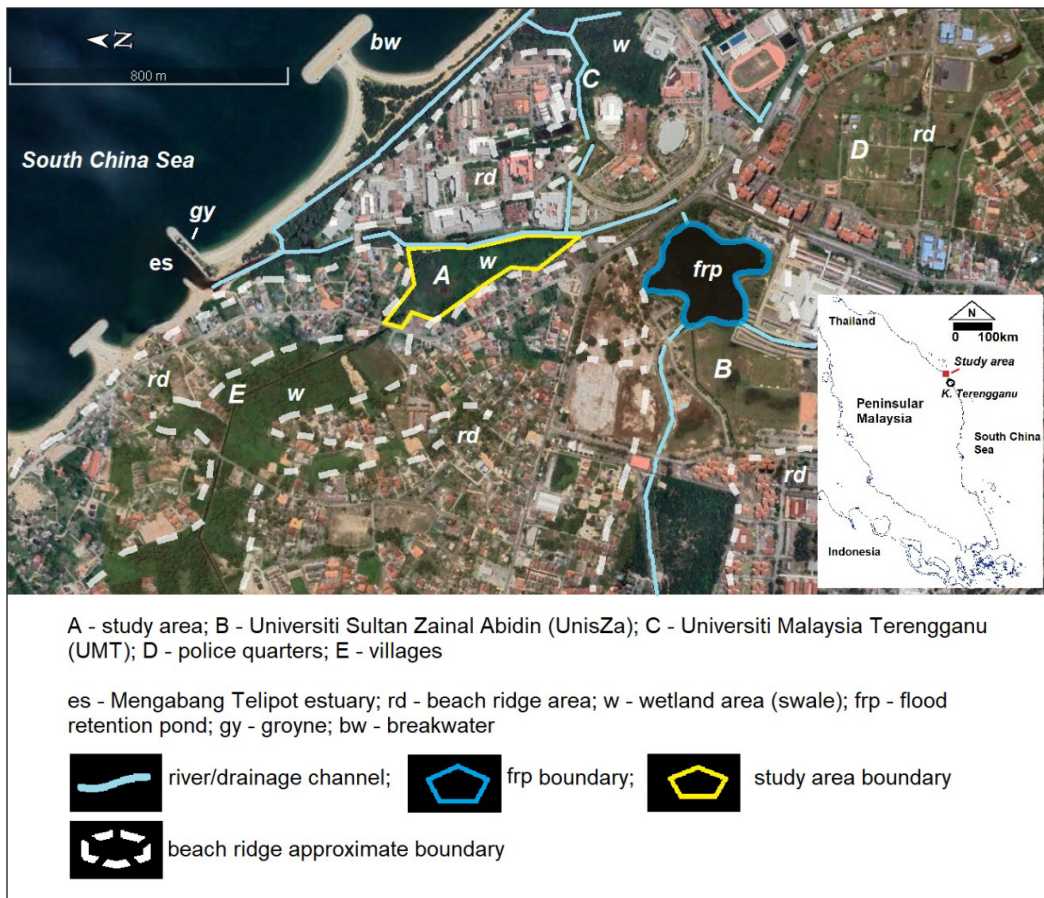 N
800 m
bw
w
C
D
rd
South China Sea
rd
gy
es
A
w
frp
B
rd
E
w
rd
rd
N
0 100km
Thailand
Study area
K. Terengganu
Peninsular
Malaysia
South China
Sea
Indonesia
A - study area; B - Universiti Sultan Zainal Abidin (UnisZa); C - Universiti Malaysia Terengganu
(UMT); D - police quarters; E - villages
es - Mengabang Telipot estuary; rd - beach ridge area; w - wetland area (swale); frp - flood
retention pond; gy - groyne; bw - breakwater
river/drainage channel;
frp boundary;
study area boundary
beach ridge approximate boundary